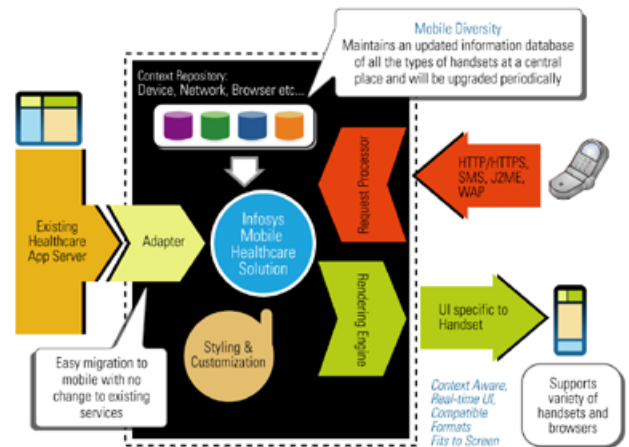 Mobile Diversity
Maintains an updated information database
of all the types of handsets at a central
place and will be upgraded periodically
Context Repository:
Device, Network, Browser etc...
HTTP/HTTPS,
SMS, J2ME,
WAP
Request Processor
Existing
Healthcare
App Server
Adapter
Infosys
Mobile
Healthcare
Solution
Rendering Engine
UI specific to
Handset
Styling &
Customization
Easy migration to
mobile with no
change to existing
services
Context Aware,
Real-time UI,
Compatible
Formats
Fits to Screen
Supports
variety of
handsets and
browsers